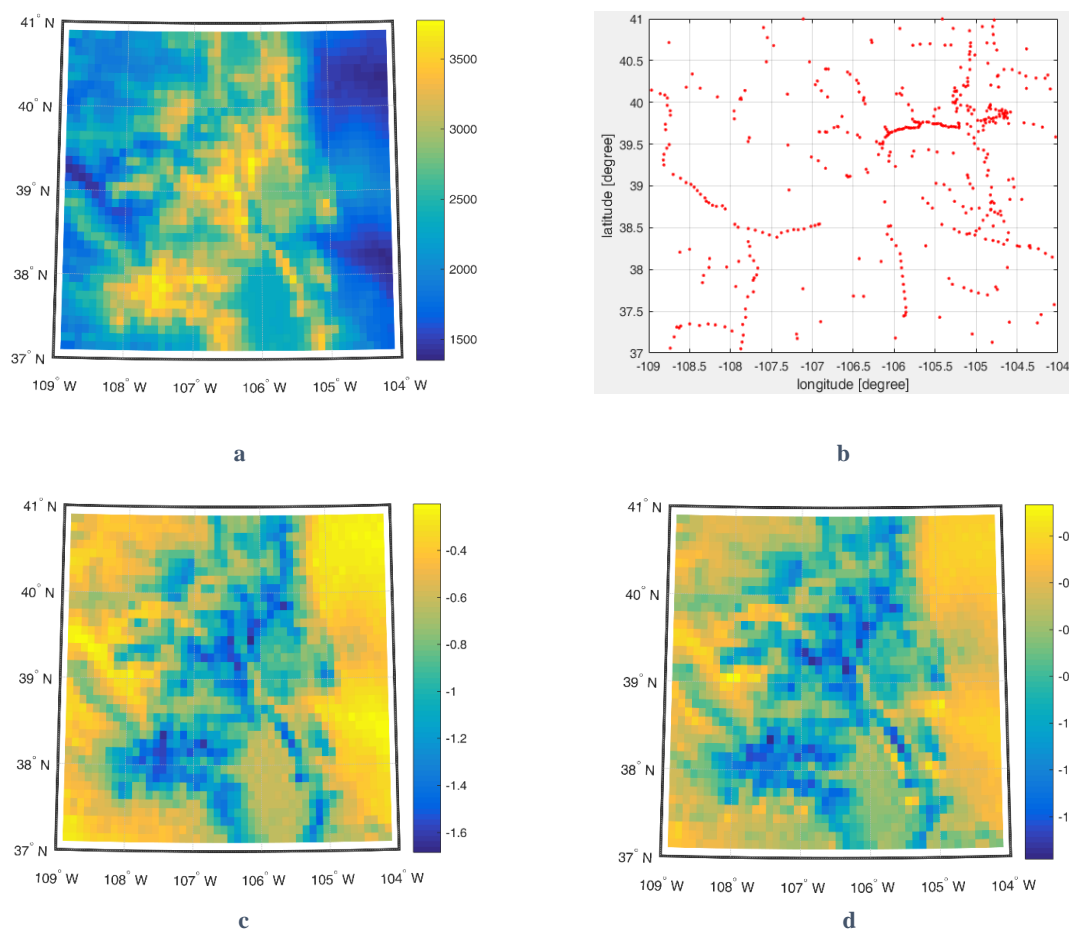 41° N
40° N
39° N
38° N
37° N
109° W 108° W 107° W 106° W 105° W 104° W
3500
3000
2500
2000
1500
a
41
40.5
40
39.5
39
38.5
38
37.5
37
latitude [degree]
-109 -108.5 -108 -107.5 -107 -106.5 -106 -105.5 -105 -104.5 -104
longitude [degree]
b
41° N
40° N
39° N
38° N
37° N
109° W 108° W 107° W 106° W 105° W 104° W
-0.4
-0.6
-0.8
-1
-1.2
-1.4
-1.6
c
41° N
40° N
39° N
38° N
37° N
109° W 108° W 107° W 106° W 105° W 104° W
-0
-0
-0
-0
-1
-1
-1
d